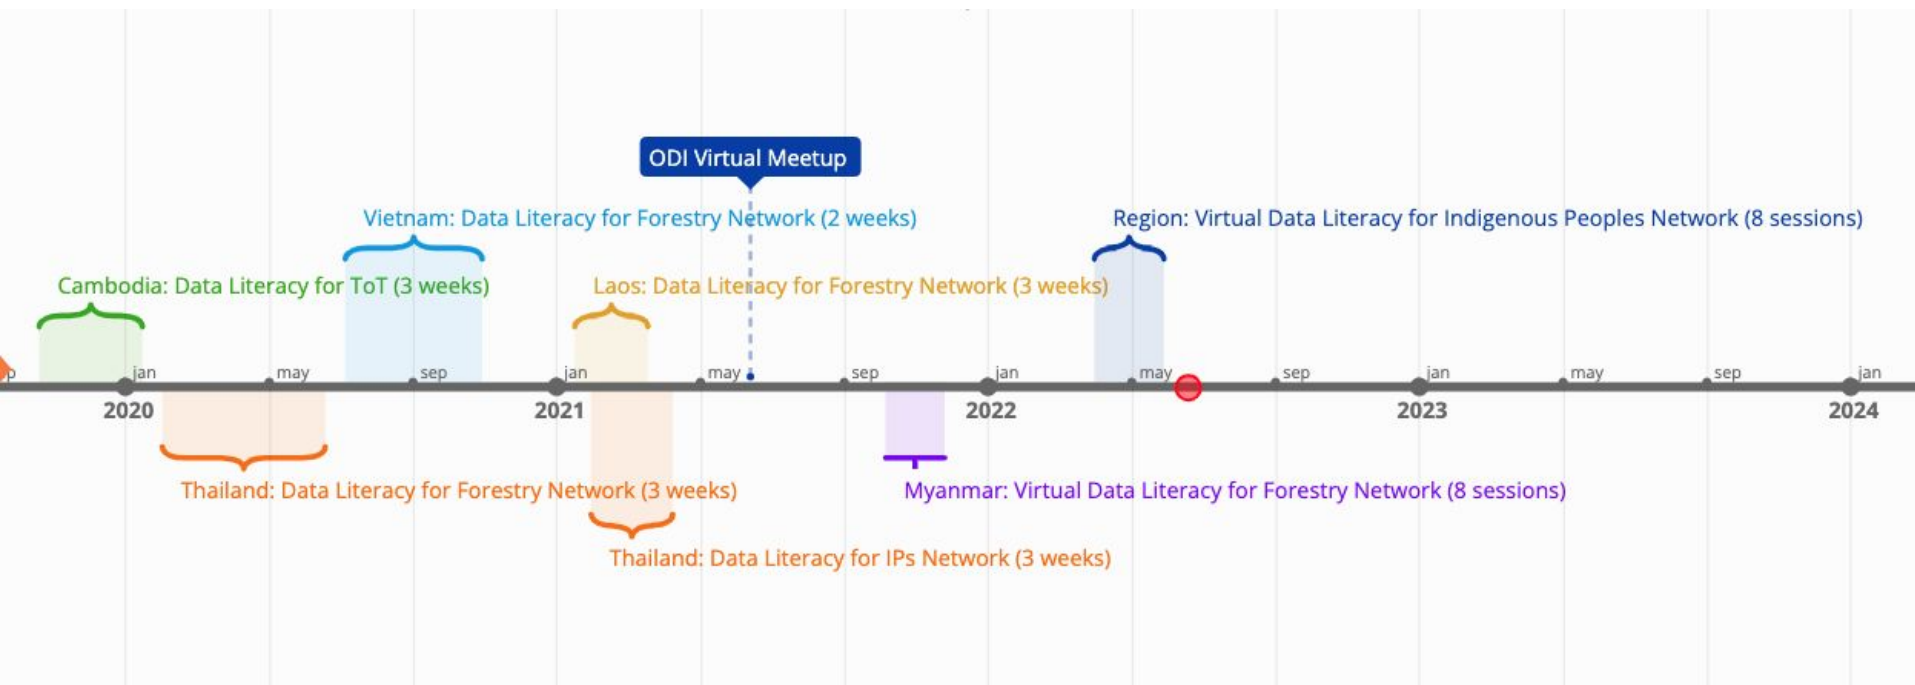 ODI Virtual Meetup
Vietnam: Data Literacy for Forestry Network (2 weeks)
Region: Virtual Data Literacy for Indigenous Peoples Network (8 sessions)
Cambodia: Data Literacy for ToT (3 weeks)
Laos: Data Literacy for Forestry Network (3 weeks)
jan may sep jan may sep jan may sep jan may sep jan
2020 2021 2022 2023 2024
Thailand: Data Literacy for Forestry Network (3 weeks)
Myanmar: Virtual Data Literacy for Forestry Network (8 sessions)
Thailand: Data Literacy for IPs Network (3 weeks)